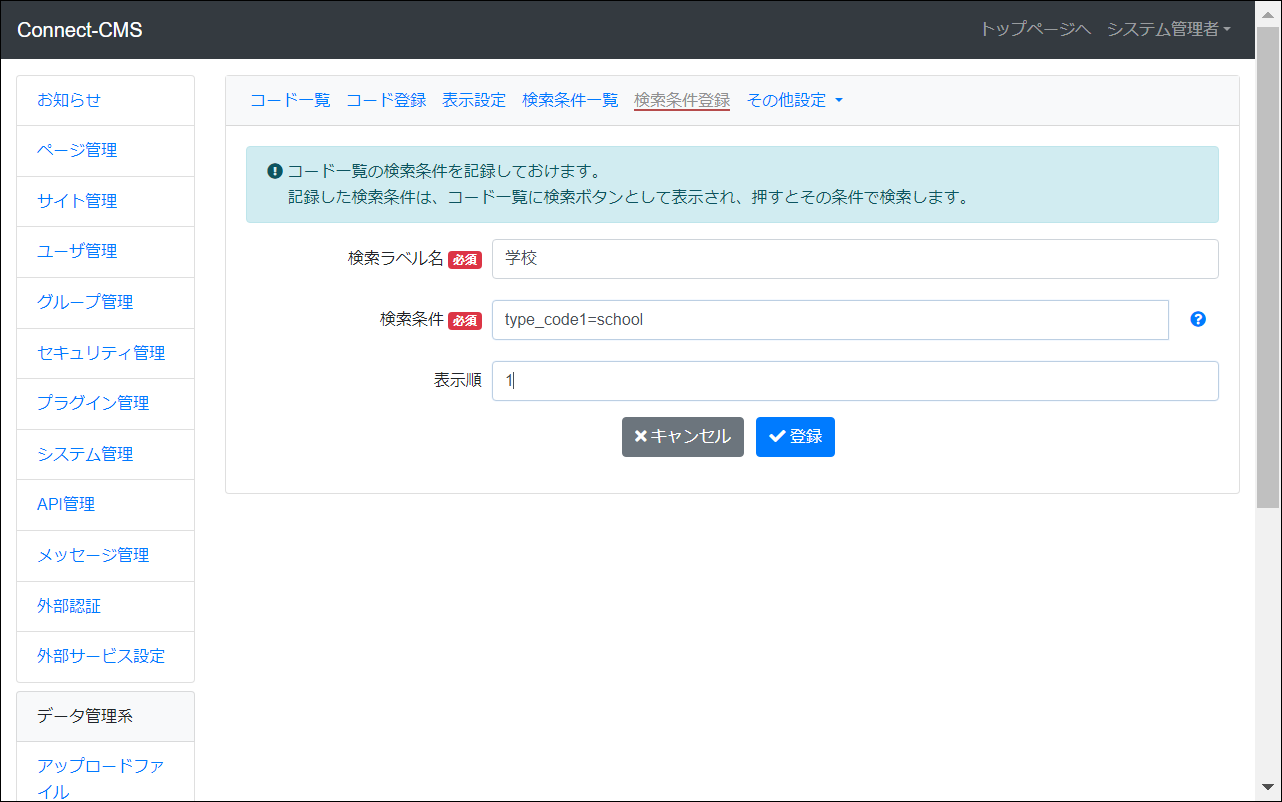 Connect-CMS
トップページへ システム管理者
お知らせ
ページ管理
サイト管理
ユーザ管理
グループ管理
セキュリティ管理
プラグイン管理
システム管理
API管理
メッセージ管理
外部認証
外部サービス設定
データ管理系
アップロードファ
イル
コード一覧 コード登録 表示設定 検索条件一覧 検索条件登録 その他設定
コード一覧の検索条件を記録しておけます。
記録した検索条件は、コード一覧に検索ボタンとして表示され、押すとその条件で検索します。
検索ラベル名 必須 学校
検索条件 必須 type_code1=school
表示順 1
キャンセル 登録